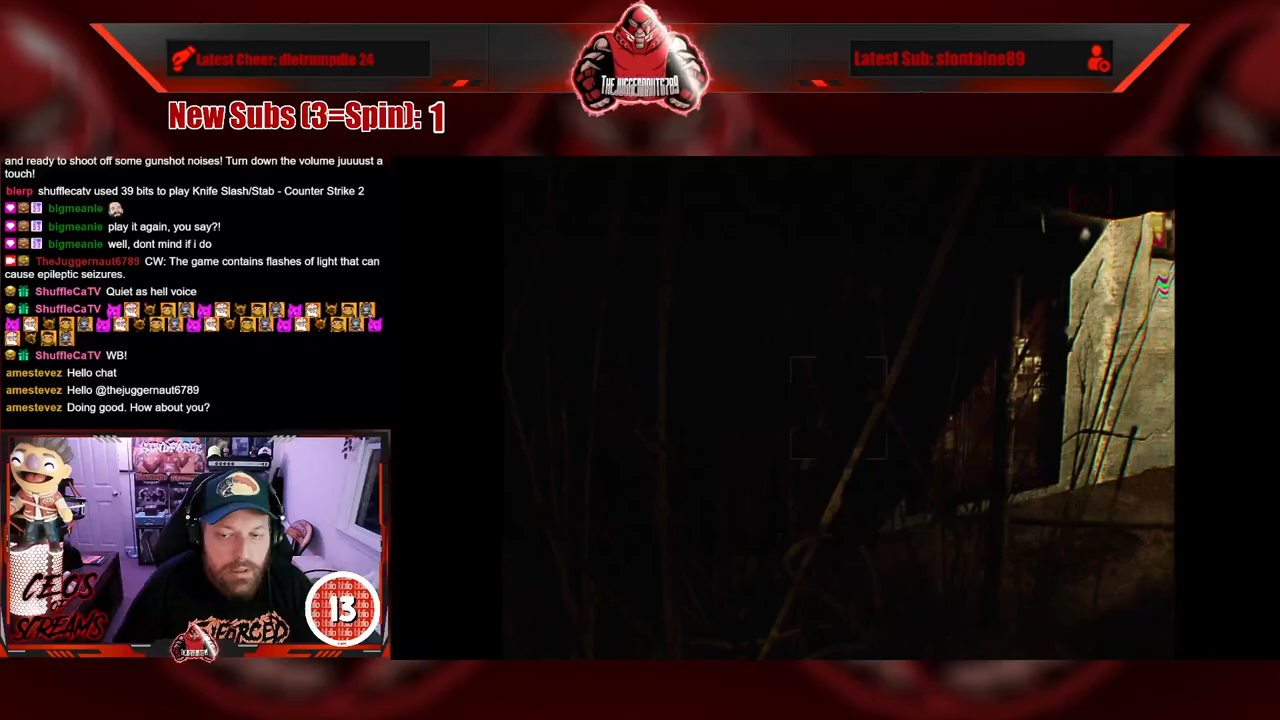 Latest Cheer: dietrumpdie 24
Latest Sub: sfontaine89
THEJUGGERNAUT6789
New Subs (3=Spin): 1
and ready to shoot off some gunshot noises! Turn down the volume juuuust a
touch!
blerp shufflecatv used 39 bits to play Knife Slash/Stab - Counter Strike 2
bigmeanie
bigmeanie play it again, you say?!
bigmeanie well, dont mind if i do
TheJuggernaut6789 CW: The game contains flashes of light that can
cause epileptic seizures.
ShuffleCaTV Quiet as hell voice
ShuffleCaTV
ShuffleCaTV WB!
amestevez Hello chat
amestevez Hello @thejuggernaut6789
amestevez Doing good. How about you?
CEO'S
OF
SCREAMS
13